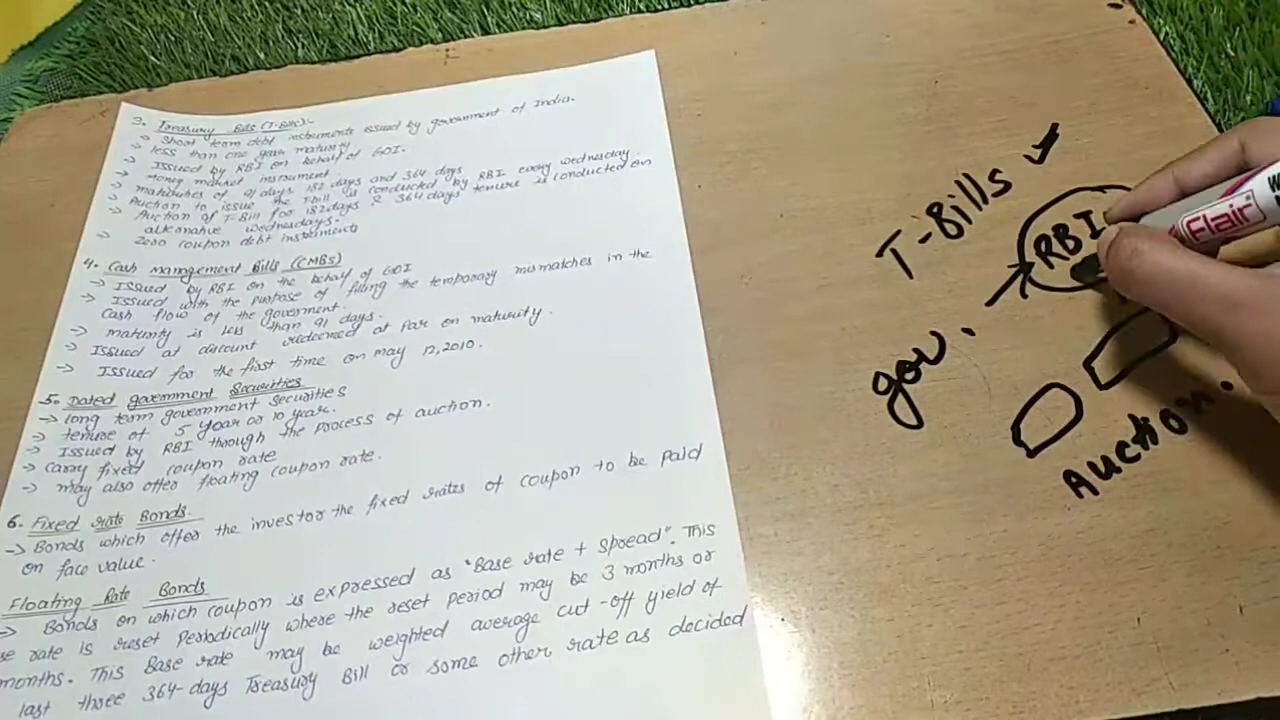 3. Treasury Bills (T-Bills):-
→ Short term debt instruments issued by government of India.
→ less than one year maturity
→ Issued by RBI on behalf of GOI.
→ Money market instrument
→ maturities of 91 days 182 days and 364 days
→ Auction to issue the T-Bill is conducted by RBI every wednesday.
→ Auction of T-Bill for 182 days & 364 days tenure is conducted on
alternative wednesdays.
→ Zero coupon debt instruments
4. Cash Management Bills (CMBs)
→ Issued by RBI on the behalf of GOI
→ Issued with the purpose of filling the temporary mismatches in the
cash flow of the government.
→ maturity is less than 91 days.
→ Issued at discount redeemed at par on maturity.
→ Issued for the first time on may 12, 2010.
5. Dated government Securities
→ long term government securities
→ tenure of 5 year or 10 year.
→ Issued by RBI through the process of auction.
→ Carry fixed coupon rate
→ may also offer floating coupon rate.
6. Fixed rate Bonds.
→ Bonds which offer the investor the fixed rates of coupon to be paid
on face value.
Floating Rate Bonds
→ Bonds on which coupon is expressed as "Base rate + spread". This
se rate is reset periodically where the reset period may be 3 months or
months. This Base rate may be weighted average cut-off yield of
last three 364-days Treasury Bill or some other rate as decided
T-Bills ✓
RBI
gov.
Auction.
Flair